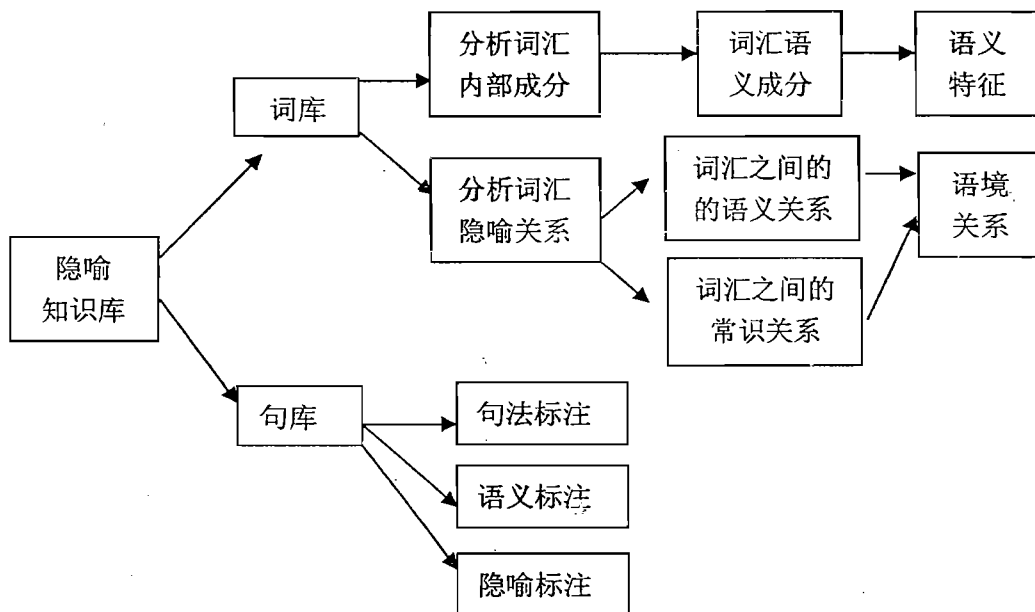 分析词汇
内部成分
词汇语
义成分
语义
特征
词库
分析词汇
隐喻关系
词汇之间的
的语义关系
语境
关系
隐喻
知识库
词汇之间的
常识关系
句库
句法标注
语义标注
隐喻标注